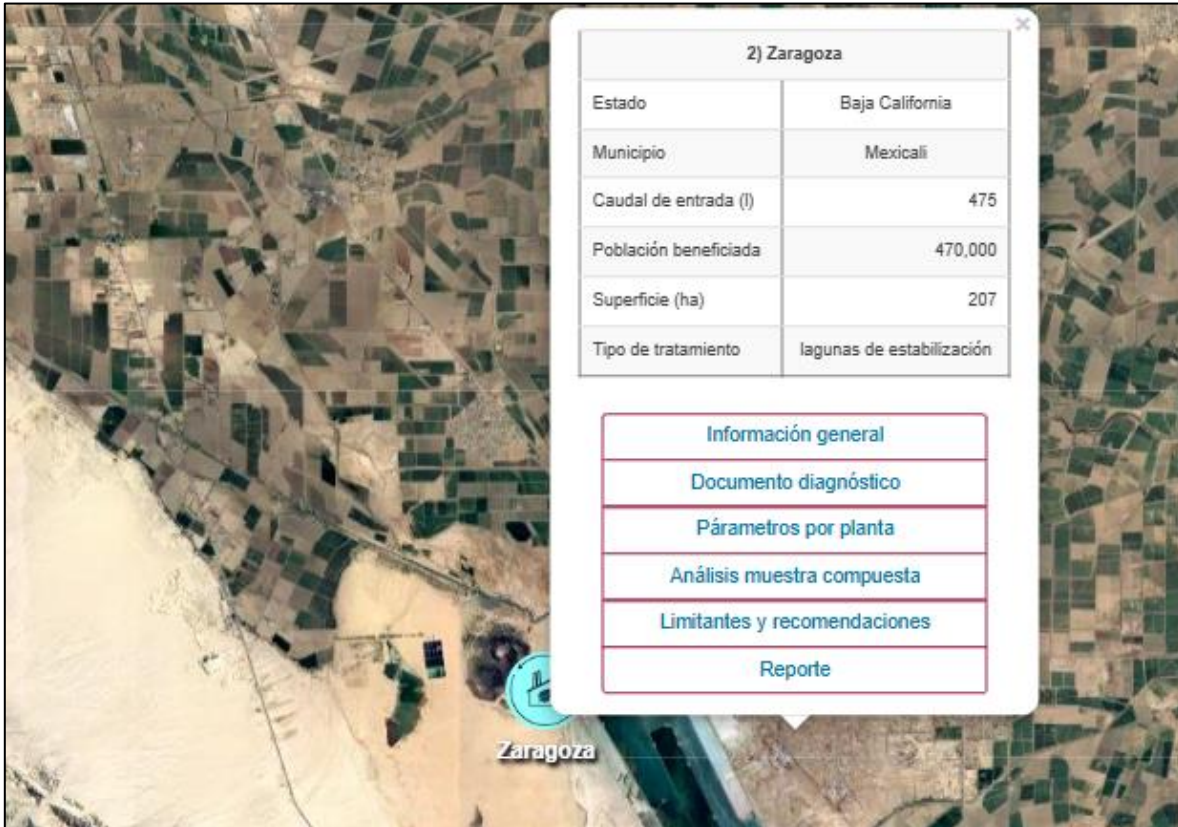 ×
2) Zaragoza
Estado Baja California
Municipio Mexicali
Caudal de entrada (l) 475
Población beneficiada 470,000
Superficie (ha) 207
Tipo de tratamiento lagunas de estabilización
Información general
Documento diagnóstico
Párametros por planta
Análisis muestra compuesta
Limitantes y recomendaciones
Reporte
Zaragoza